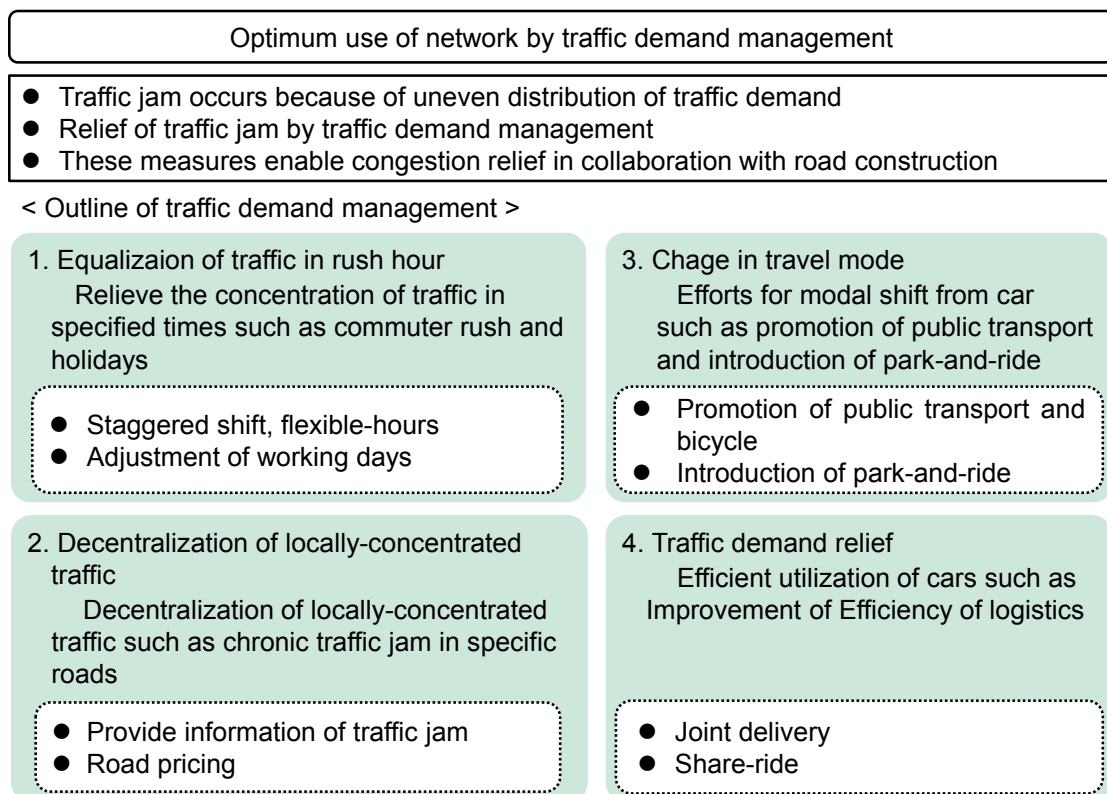 Optimum use of network by traffic demand management
● Traffic jam occurs because of uneven distribution of traffic demand
● Relief of traffic jam by traffic demand management
● These measures enable congestion relief in collaboration with road construction
< Outline of traffic demand management >
1. Equalizaion of traffic in rush hour
Relieve the concentration of traffic in
specified times such as commuter rush and
holidays
● Staggered shift, flexible-hours
● Adjustment of working days
2. Decentralization of locally-concentrated
traffic
Decentralization of locally-concentrated
traffic such as chronic traffic jam in specific
roads
● Provide information of traffic jam
● Road pricing
3. Chage in travel mode
Efforts for modal shift from car
such as promotion of public transport
and introduction of park-and-ride
● Promotion of public transport and
bicycle
● Introduction of park-and-ride
4. Traffic demand relief
Efficient utilization of cars such as
Improvement of Efficiency of logistics
● Joint delivery
● Share-ride